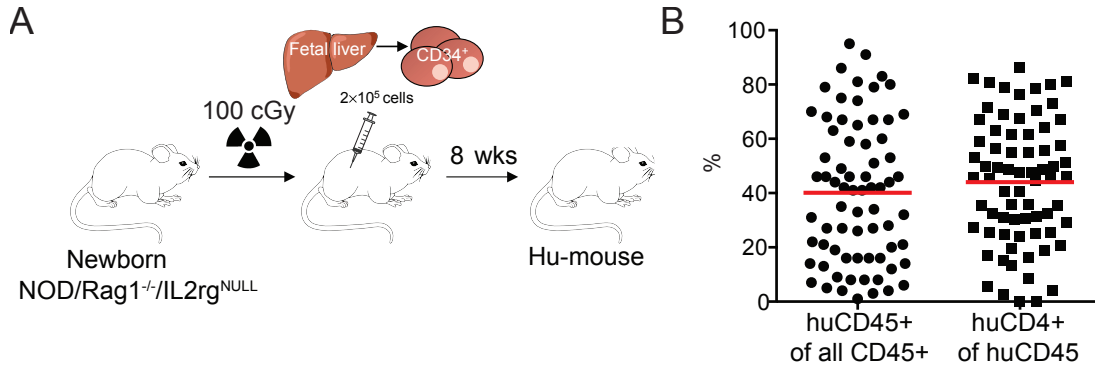 A
Fetal liver
CD34⁺
2×10⁵ cells
100 cGy
8 wks
Newborn
NOD/Rag1⁻/⁻/IL2rgᴺᵁᴸᴸ
Hu-mouse
B
%
100
80
60
40
20
0
huCD45+
of all CD45+
huCD4+
of huCD45